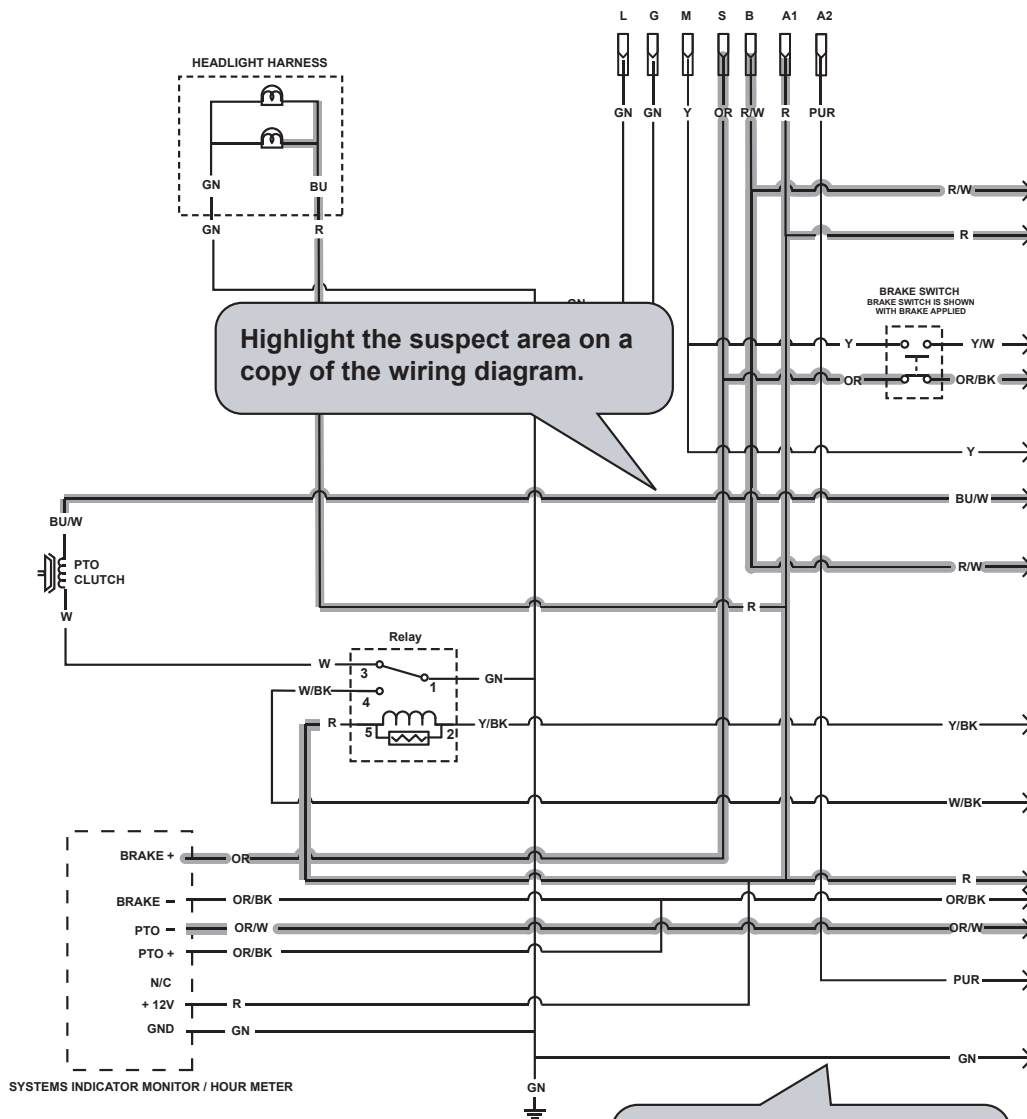 L G M S B A1 A2
HEADLIGHT HARNESS
GN GN Y OR R/W R PUR
GN BU
R/W
GN R
R
BRAKE SWITCH
BRAKE SWITCH IS SHOWN
WITH BRAKE APPLIED
Highlight the suspect area on a
copy of the wiring diagram.
Y Y/W
OR OR/BK
Y
BU/W
BU/W
PTO
CLUTCH
R/W
W
R
Relay
W 3
1 GN
W/BK 4
R 5 2 Y/BK Y/BK
W/BK
BRAKE + OR
R
BRAKE – OR/BK OR/BK
PTO – OR/W OR/W
PTO + OR/BK
N/C
PUR
+ 12V R
GND GN
GN
SYSTEMS INDICATOR MONITOR / HOUR METER
GN